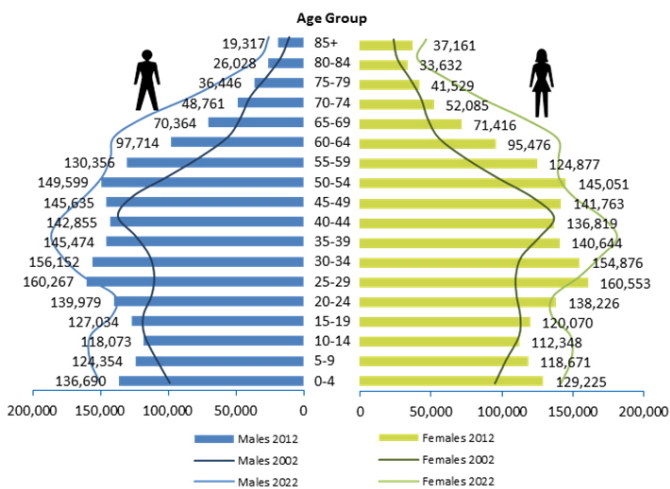 Age Group
19,317 85+ 37,161
26,028 80-84 33,632
36,446 75-79 41,529
48,761 70-74 52,085
70,364 65-69 71,416
97,714 60-64 95,476
130,356 55-59 124,877
149,599 50-54 145,051
145,635 45-49 141,763
142,855 40-44 136,819
145,474 35-39 140,644
156,152 30-34 154,876
160,267 25-29 160,553
139,979 20-24 138,226
127,034 15-19 120,070
118,073 10-14 112,348
124,354 5-9 118,671
136,690 0-4 129,225
200,000 150,000 100,000 50,000 0 0 50,000 100,000 150,000 200,000
Males 2012 Females 2012
Males 2002 Females 2002
Males 2022 Females 2022